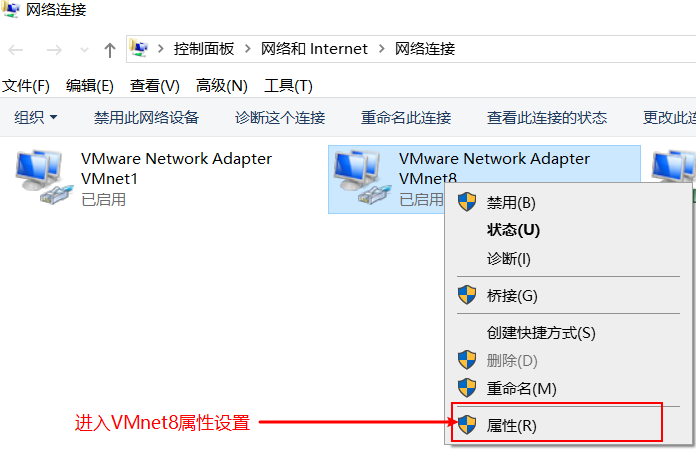 网络连接
控制面板 > 网络和 Internet > 网络连接
文件(F) 编辑(E) 查看(V) 高级(N) 工具(T)
组织 禁用此网络设备 诊断这个连接 重命名此连接 查看此连接的状态 更改此连
VMware Network Adapter
VMnet1
已启用
VMware Network Adapter
VMnet8
已启用
禁用(B)
状态(U)
诊断(I)
桥接(G)
创建快捷方式(S)
删除(D)
重命名(M)
属性(R)
进入VMnet8属性设置